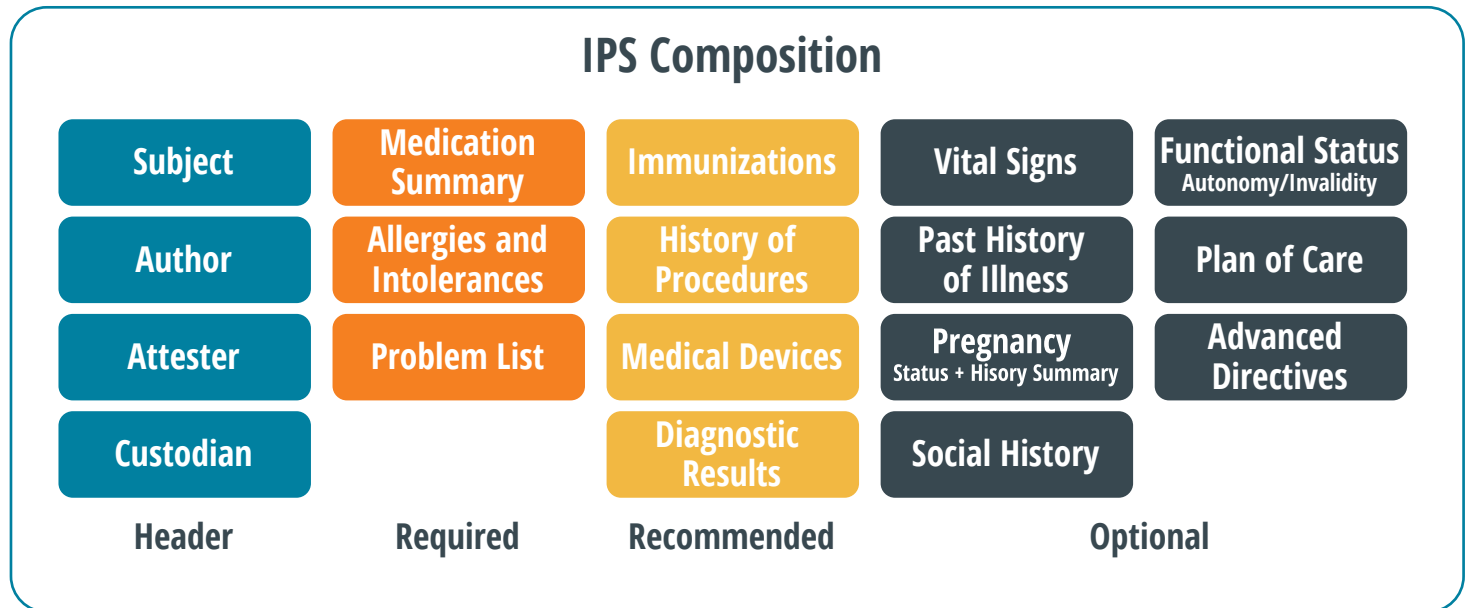 IPS Composition
Subject
Author
Attester
Custodian
Header
Medication
Summary
Allergies and
Intolerances
Problem List
Required
Immunizations
History of
Procedures
Medical Devices
Diagnostic
Results
Recommended
Vital Signs
Past History
of Illness
Pregnancy
Status + Hisory Summary
Social History
Functional Status
Autonomy/Invalidity
Plan of Care
Advanced
Directives
Optional